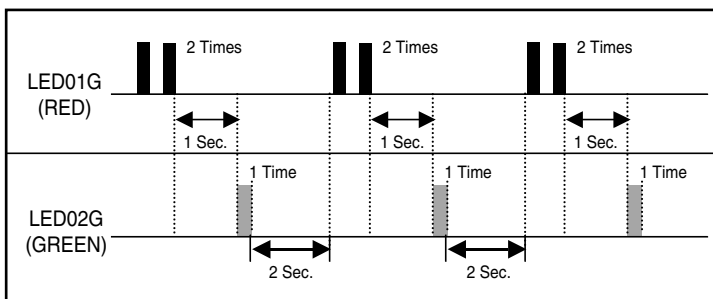 2 Times 2 Times 2 Times
LED01G
(RED)
1 Sec. 1 Sec. 1 Sec.
1 Time 1 Time 1 Time
LED02G
(GREEN)
2 Sec. 2 Sec.